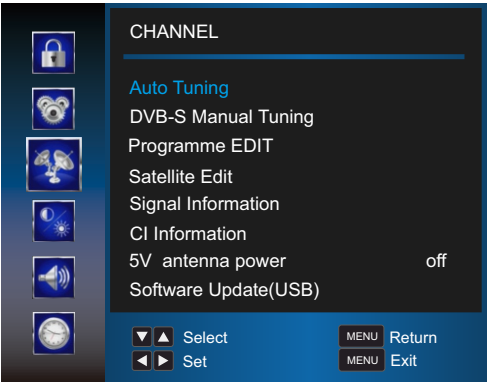 CHANNEL
Auto Tuning
DVB-S Manual Tuning
Programme EDIT
Satellite Edit
Signal Information
CI Information
5V antenna power off
Software Update(USB)
Select MENU Return
Set MENU Exit